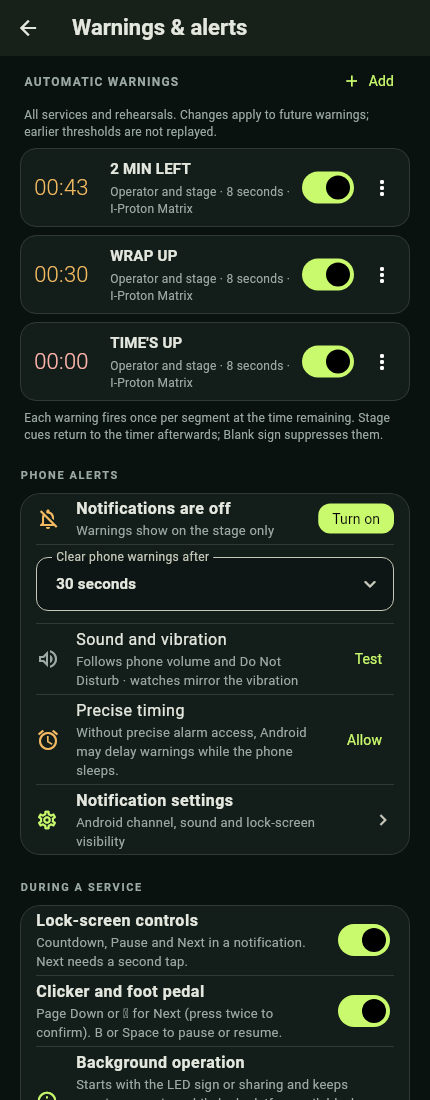 Warnings & alerts
AUTOMATIC WARNINGS
+ Add
All services and rehearsals. Changes apply to future warnings;
earlier thresholds are not replayed.
00:43
2 MIN LEFT
Operator and stage · 8 seconds ·
I-Proton Matrix
00:30
WRAP UP
Operator and stage · 8 seconds ·
I-Proton Matrix
00:00
TIME'S UP
Operator and stage · 8 seconds ·
I-Proton Matrix
Each warning fires once per segment at the time remaining. Stage
cues return to the timer afterwards; Blank sign suppresses them.
PHONE ALERTS
Notifications are off
Warnings show on the stage only
Turn on
Clear phone warnings after
30 seconds
Sound and vibration
Follows phone volume and Do Not
Disturb · watches mirror the vibration
Test
Precise timing
Without precise alarm access, Android
may delay warnings while the phone
sleeps.
Allow
Notification settings
Android channel, sound and lock-screen
visibility
DURING A SERVICE
Lock-screen controls
Countdown, Pause and Next in a notification.
Next needs a second tap.
Clicker and foot pedal
Page Down or for Next (press twice to
confirm). B or Space to pause or resume.
Background operation
Starts with the LED sign or sharing and keeps